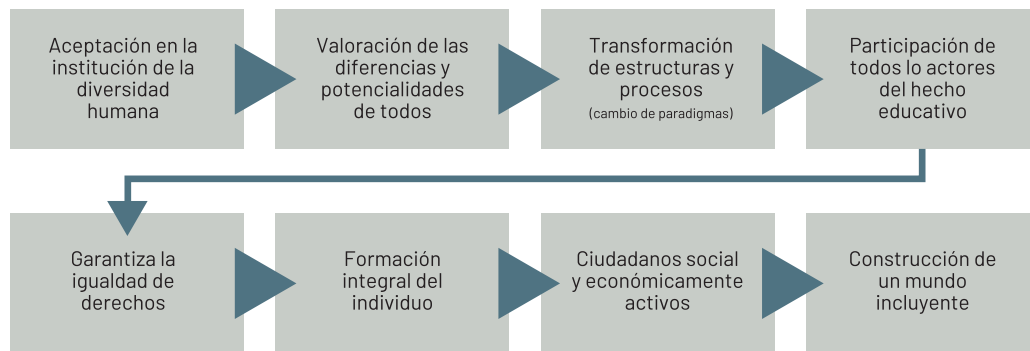 Aceptación en la
institución de la
diversidad
humana
Valoración de las
diferencias y
potencialidades
de todos
Transformación
de estructuras y
procesos
(cambio de paradigmas)
Participación de
todos lo actores
del hecho
educativo
Garantiza la
igualdad de
derechos
Formación
integral del
individuo
Ciudadanos social
y económicamente
activos
Construcción de
un mundo
incluyente